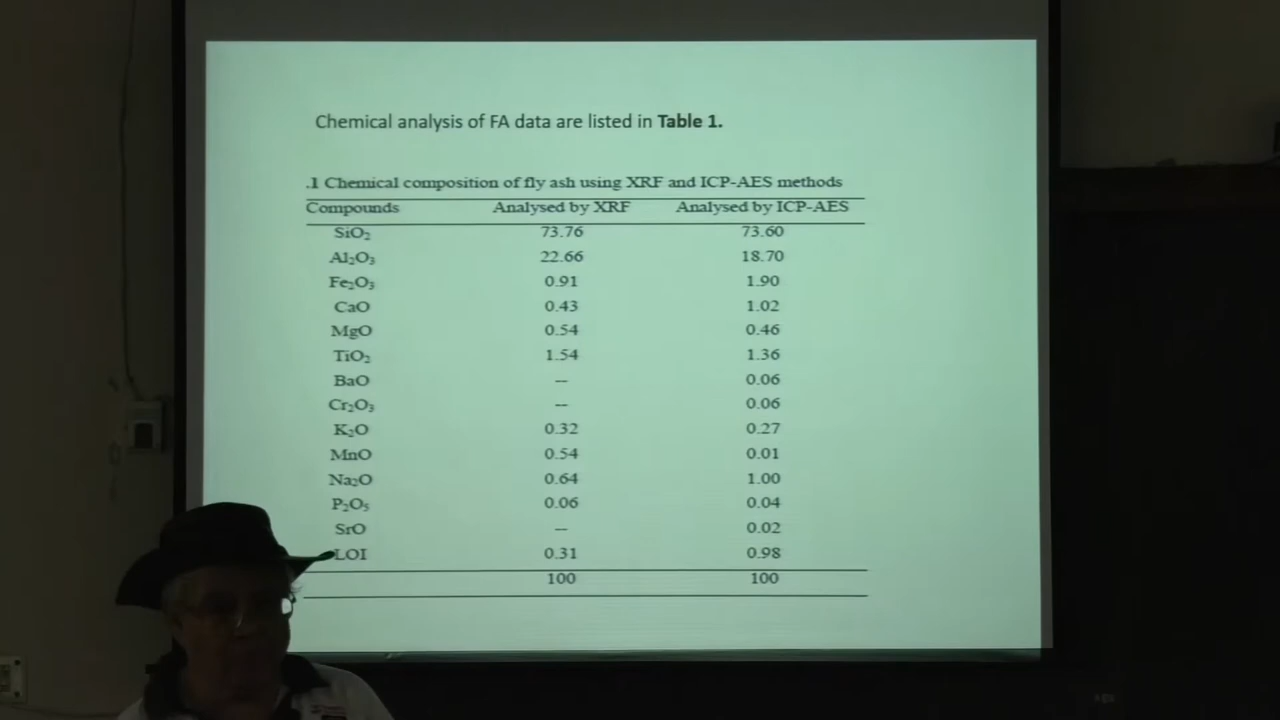 Chemical analysis of FA data are listed in Table 1.
.1 Chemical composition of fly ash using XRF and ICP-AES methods
Compounds Analysed by XRF Analysed by ICP-AES
SiO₂ 73.76 73.60
Al₂O₃ 22.66 18.70
Fe₂O₃ 0.91 1.90
CaO 0.43 1.02
MgO 0.54 0.46
TiO₂ 1.54 1.36
BaO -- 0.06
Cr₂O₃ -- 0.06
K₂O 0.32 0.27
MnO 0.54 0.01
Na₂O 0.64 1.00
P₂O₅ 0.06 0.04
SrO -- 0.02
LOI 0.31 0.98
100 100